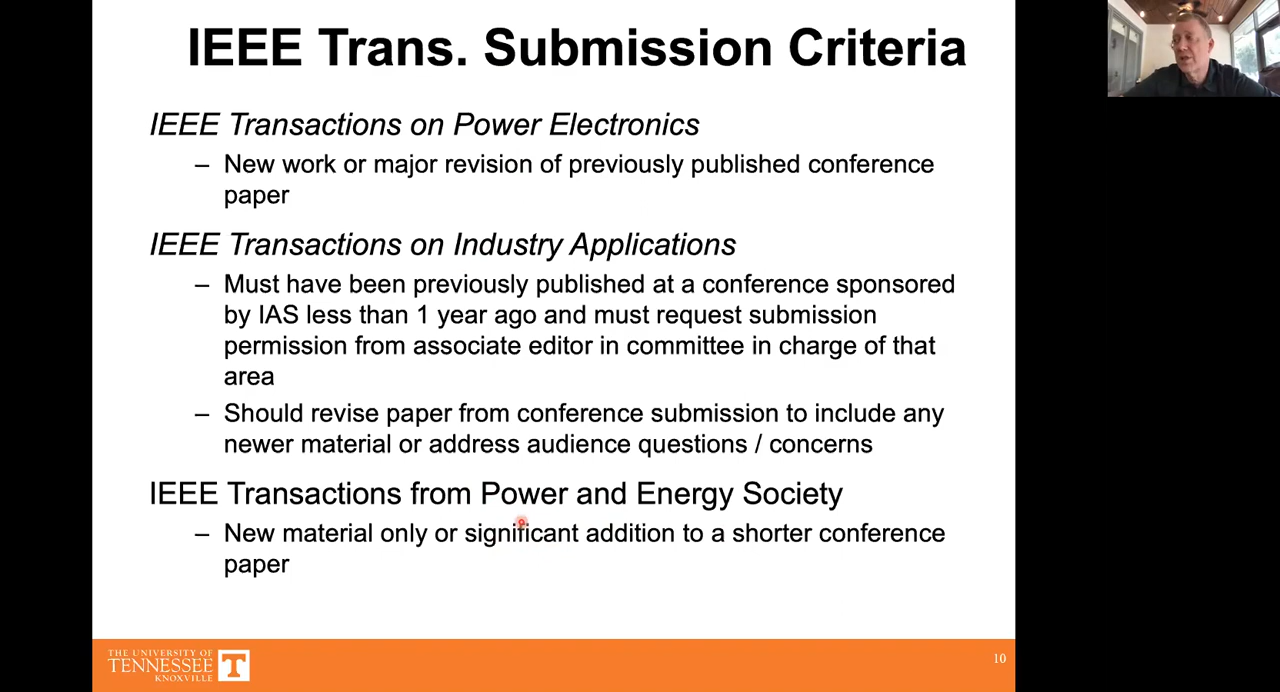 IEEE Trans. Submission Criteria
IEEE Transactions on Power Electronics
– New work or major revision of previously published conference
paper
IEEE Transactions on Industry Applications
– Must have been previously published at a conference sponsored
by IAS less than 1 year ago and must request submission
permission from associate editor in committee in charge of that
area
– Should revise paper from conference submission to include any
newer material or address audience questions / concerns
IEEE Transactions from Power and Energy Society
– New material only or significant addition to a shorter conference
paper
THE UNIVERSITY OF
TENNESSEE
KNOXVILLE
T
10